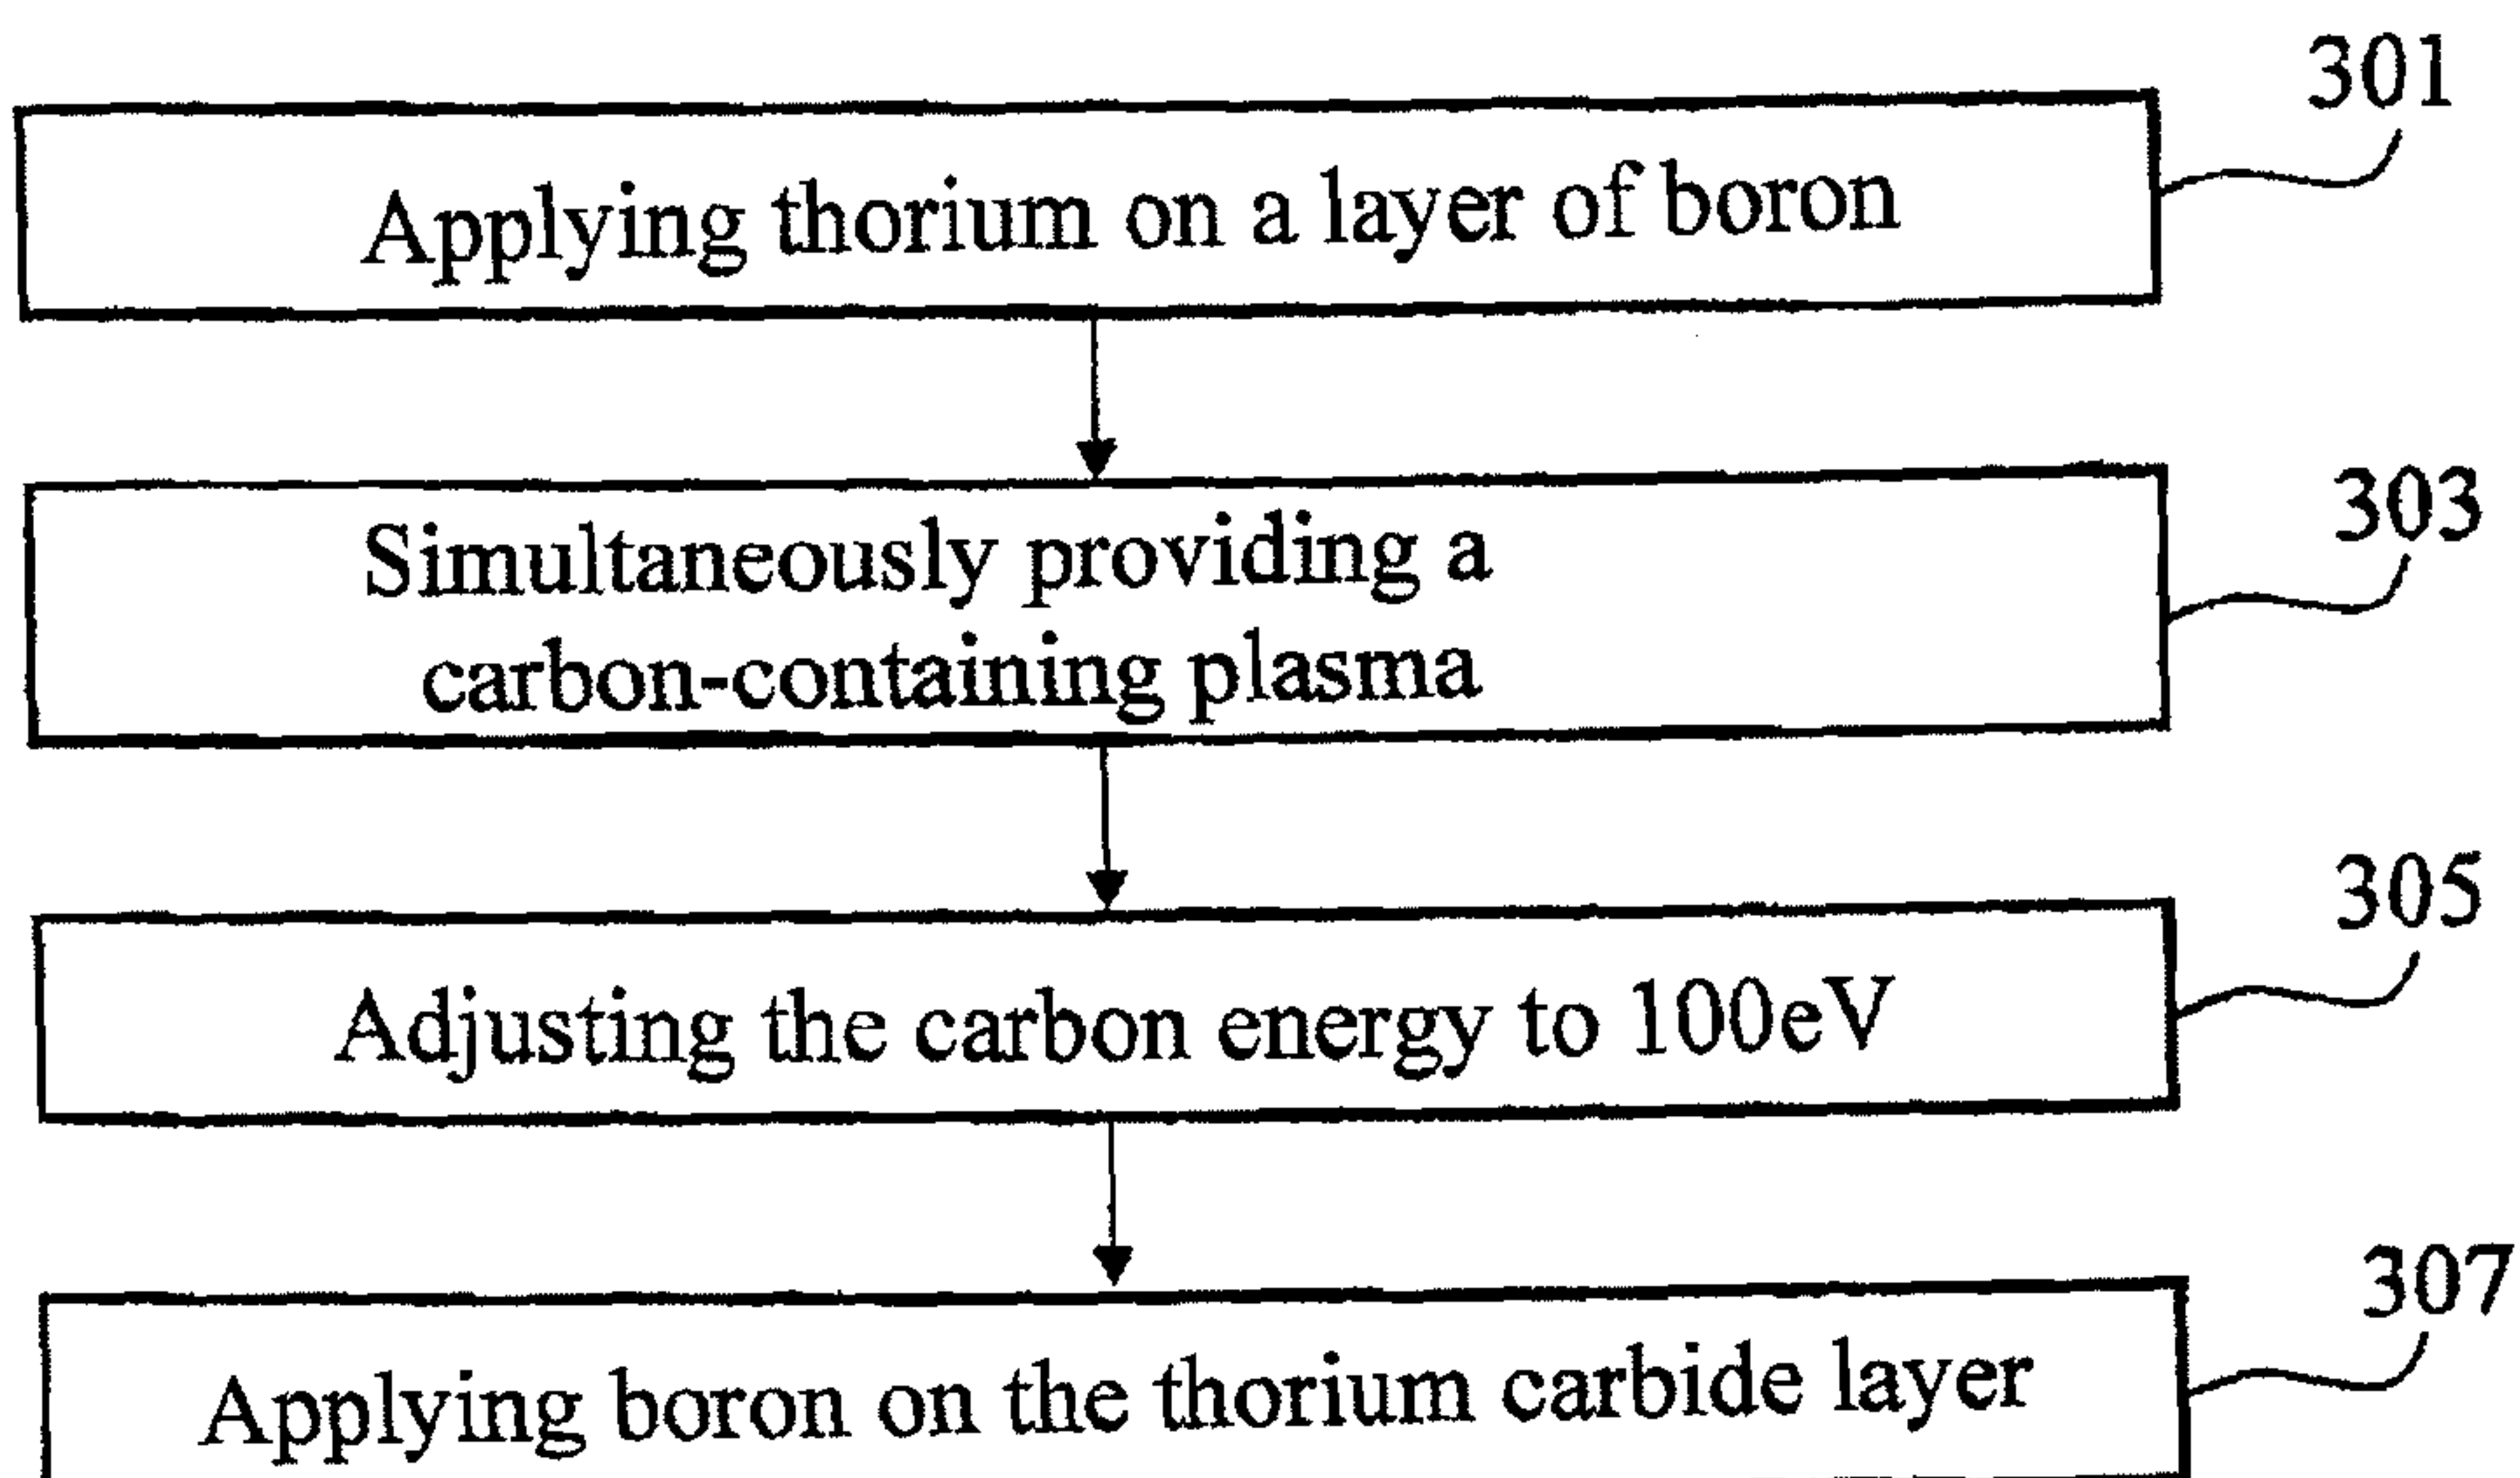 301
Applying thorium on a layer of boron
303
Simultaneously providing a
carbon-containing plasma
305
Adjusting the carbon energy to 100eV
307
Applying boron on the thorium carbide layer